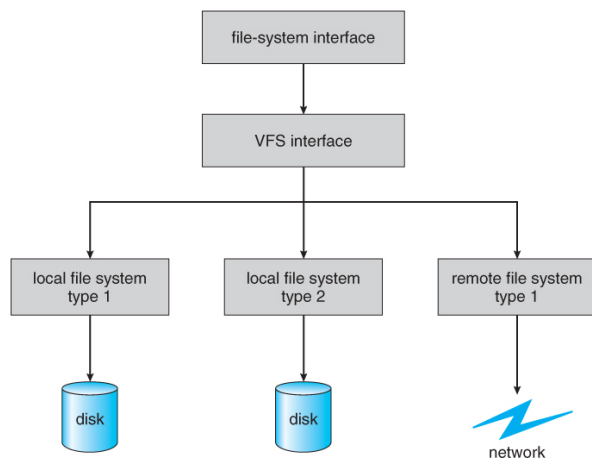 file-system interface
VFS interface
local file system
type 1
local file system
type 2
remote file system
type 1
disk
disk
network